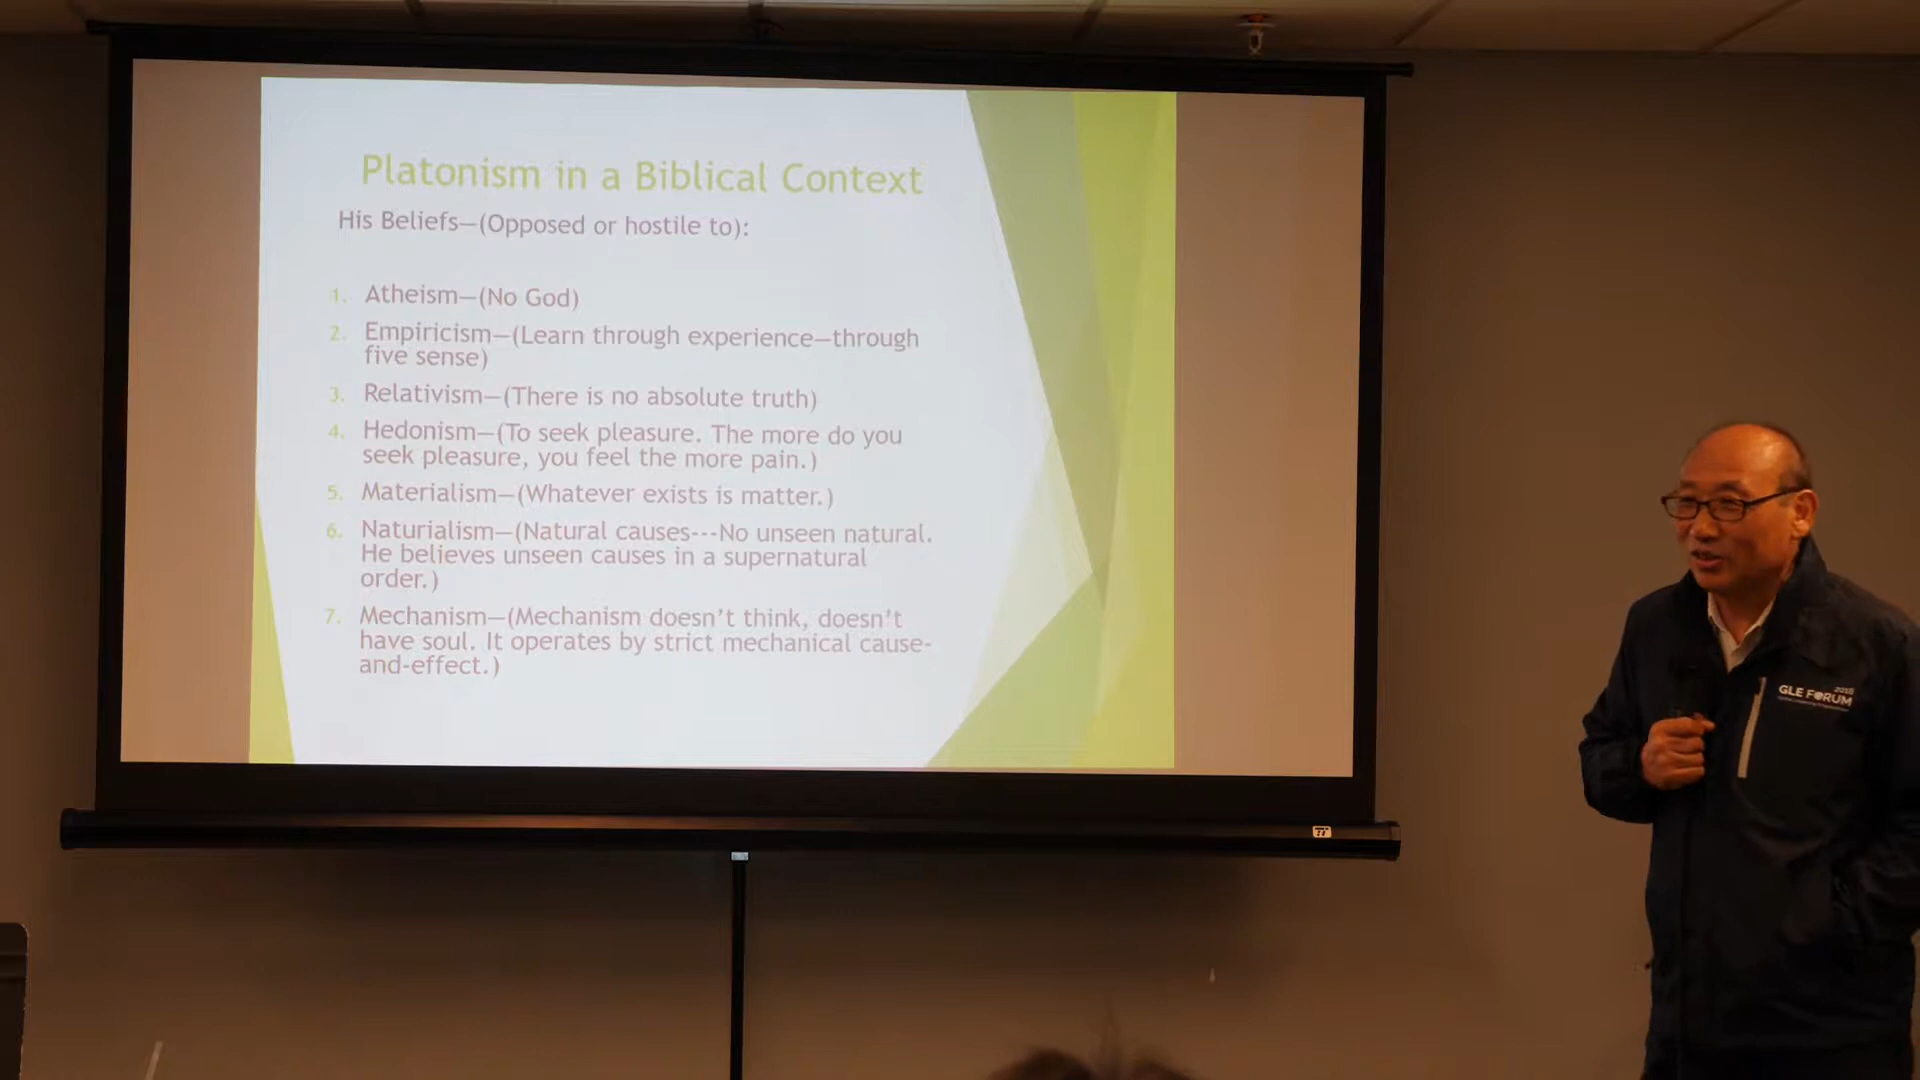 Platonism in a Biblical Context
His Beliefs—(Opposed or hostile to):
1. Atheism—(No God)
2. Empiricism—(Learn through experience—through
five sense)
3. Relativism—(There is no absolute truth)
4. Hedonism—(To seek pleasure. The more do you
seek pleasure, you feel the more pain.)
5. Materialism—(Whatever exists is matter.)
6. Naturialism—(Natural causes---No unseen natural.
He believes unseen causes in a supernatural
order.)
7. Mechanism—(Mechanism doesn't think, doesn't
have soul. It operates by strict mechanical cause-
and-effect.)
2018
GLE FORUM